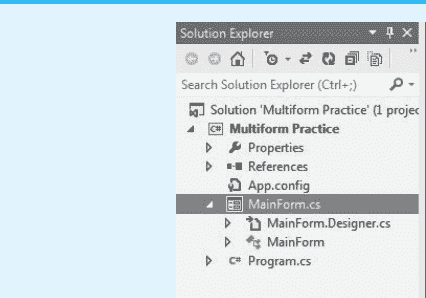 Solution Explorer
Search Solution Explorer (Ctrl+;)
Solution 'Multiform Practice' (1 projec
C# Multiform Practice
Properties
References
App.config
MainForm.cs
MainForm.Designer.cs
MainForm
C# Program.cs